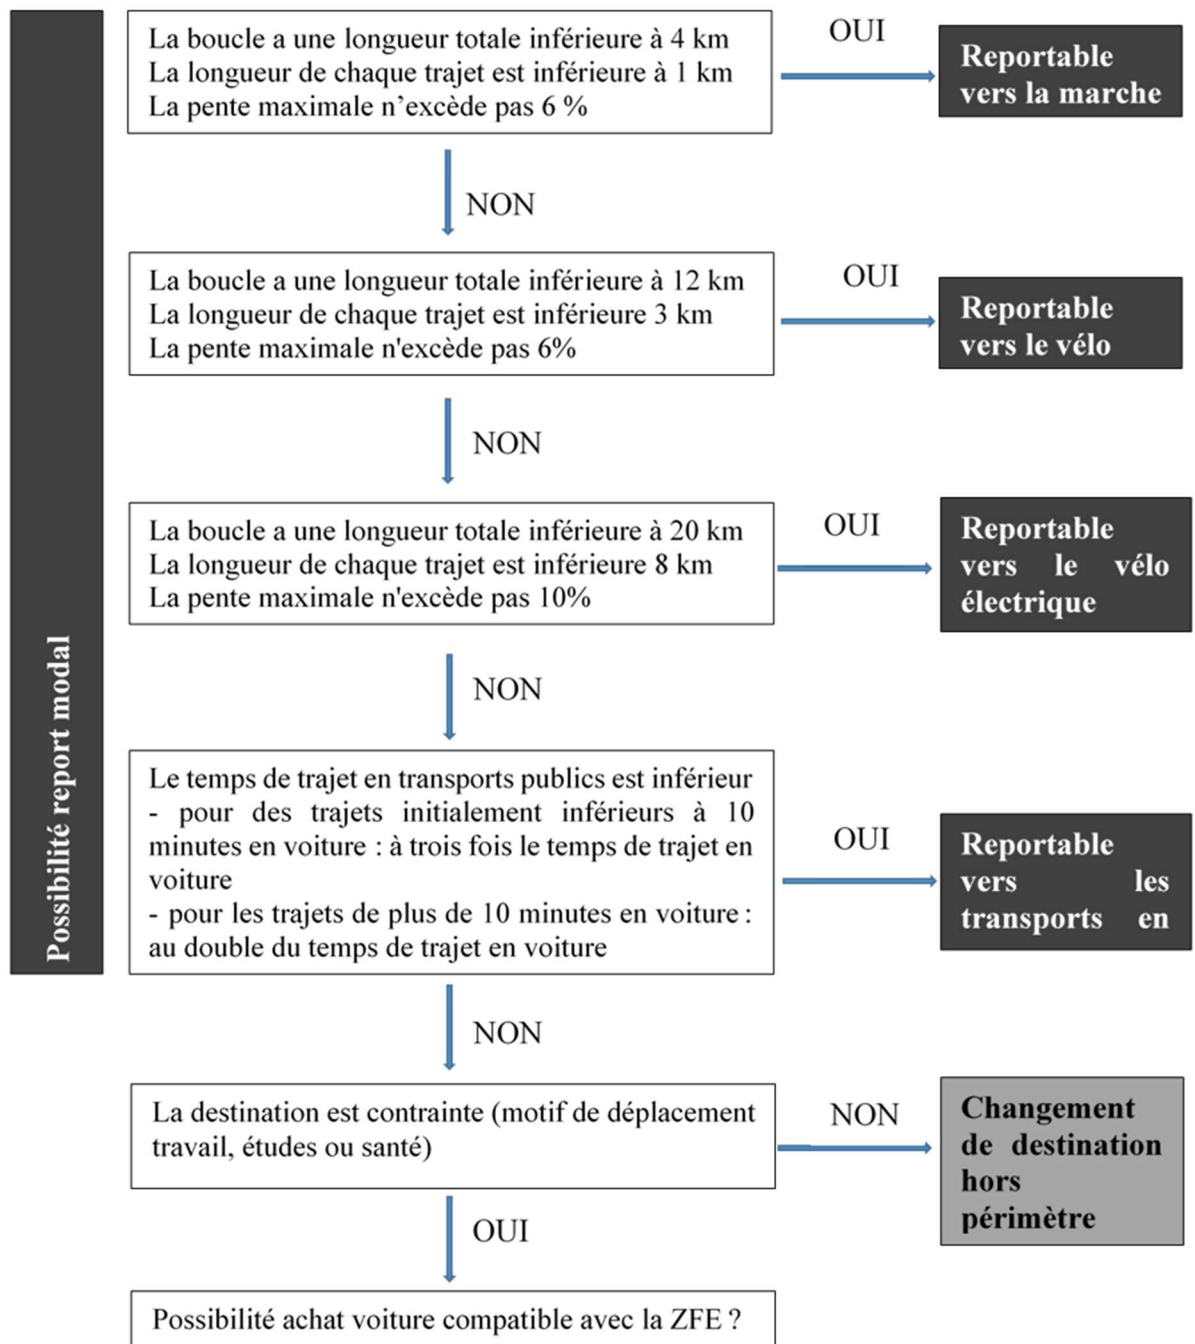 Possibilité report modal
La boucle a une longueur totale inférieure à 4 km
La longueur de chaque trajet est inférieure à 1 km
La pente maximale n’excède pas 6 %
OUI
Reportable
vers la marche
NON
La boucle a une longueur totale inférieure à 12 km
La longueur de chaque trajet est inférieure 3 km
La pente maximale n'excède pas 6%
OUI
Reportable
vers le vélo
NON
La boucle a une longueur totale inférieure à 20 km
La longueur de chaque trajet est inférieure 8 km
La pente maximale n'excède pas 10%
OUI
Reportable
vers le vélo
électrique
NON
Le temps de trajet en transports publics est inférieur
- pour des trajets initialement inférieurs à 10
minutes en voiture : à trois fois le temps de trajet en
voiture
- pour les trajets de plus de 10 minutes en voiture :
au double du temps de trajet en voiture
OUI
Reportable
vers les
transports en
NON
La destination est contrainte (motif de déplacement
travail, études ou santé)
NON
Changement
de destination
hors
périmètre
OUI
Possibilité achat voiture compatible avec la ZFE ?